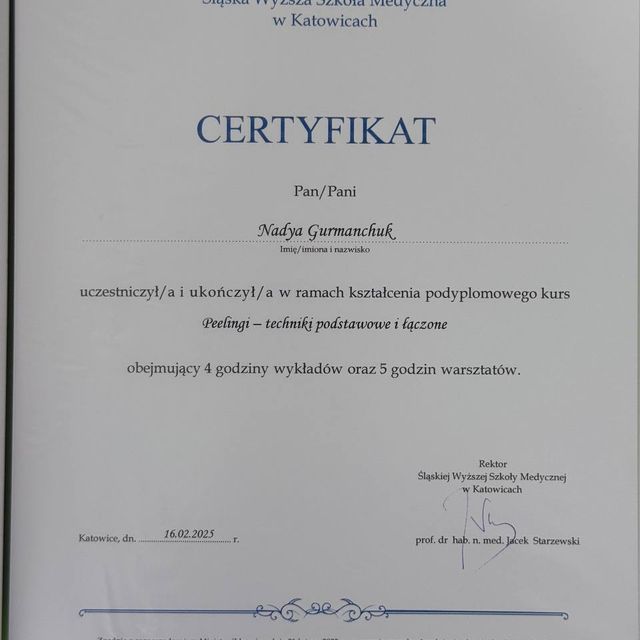 Śląska Wyższa Szkoła Medyczna
w Katowicach
CERTYFIKAT
Pan/Pani
Nadya Gurmanchuk
Imię/imiona i nazwisko
uczestniczył/a i ukończył/a w ramach kształcenia podyplomowego kurs
Peelingi – techniki podstawowe i łączone
obejmujący 4 godziny wykładów oraz 5 godzin warsztatów.
Rektor
Śląskiej Wyższej Szkoły Medycznej
w Katowicach
Katowice, dn. 16.02.2025 r.
prof. dr hab. n. med. Jacek Starzewski